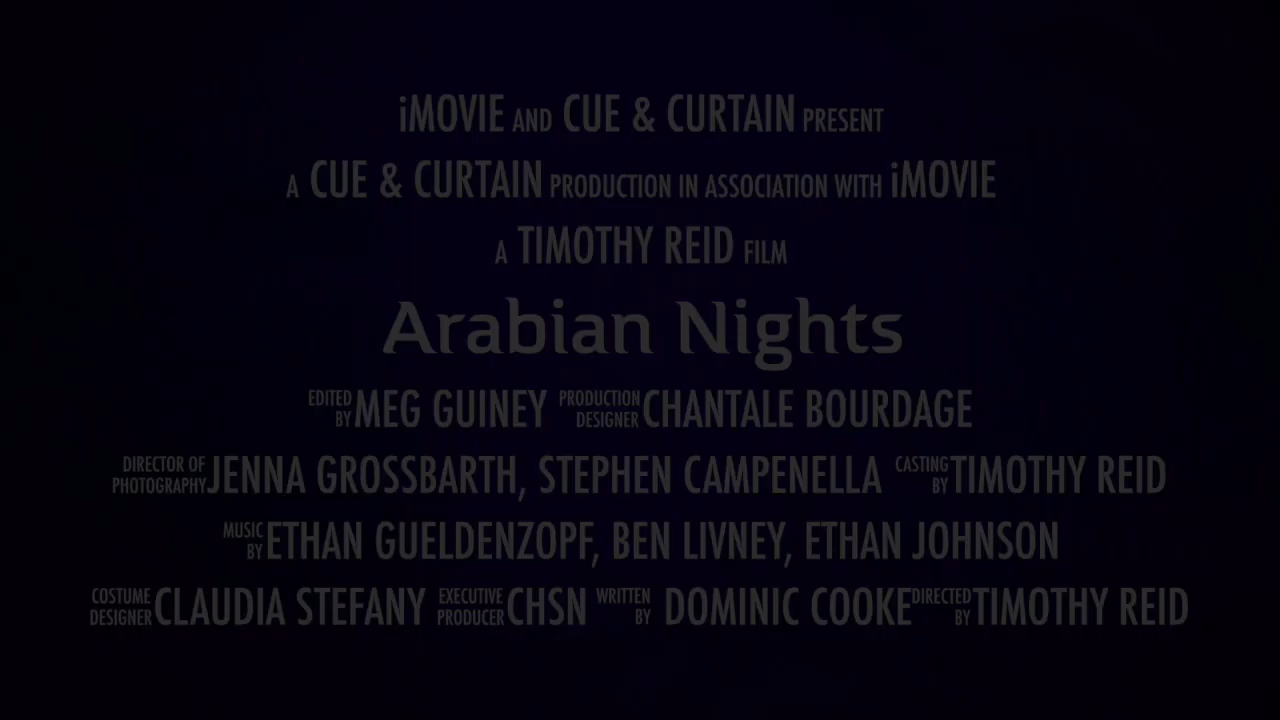 iMOVIE AND CUE & CURTAIN PRESENT
A CUE & CURTAIN PRODUCTION IN ASSOCIATION WITH iMOVIE
A TIMOTHY REID FILM
Arabian Nights
EDITED BY MEG GUINEY PRODUCTION DESIGNER CHANTALE BOURDAGE
DIRECTOR OF PHOTOGRAPHY JENNA GROSSBARTH, STEPHEN CAMPENELLA CASTING BY TIMOTHY REID
MUSIC BY ETHAN GUELDENZOPF, BEN LIVNEY, ETHAN JOHNSON
COSTUME DESIGNER CLAUDIA STEFANY EXECUTIVE PRODUCER CHSN WRITTEN BY DOMINIC COOKE DIRECTED BY TIMOTHY REID